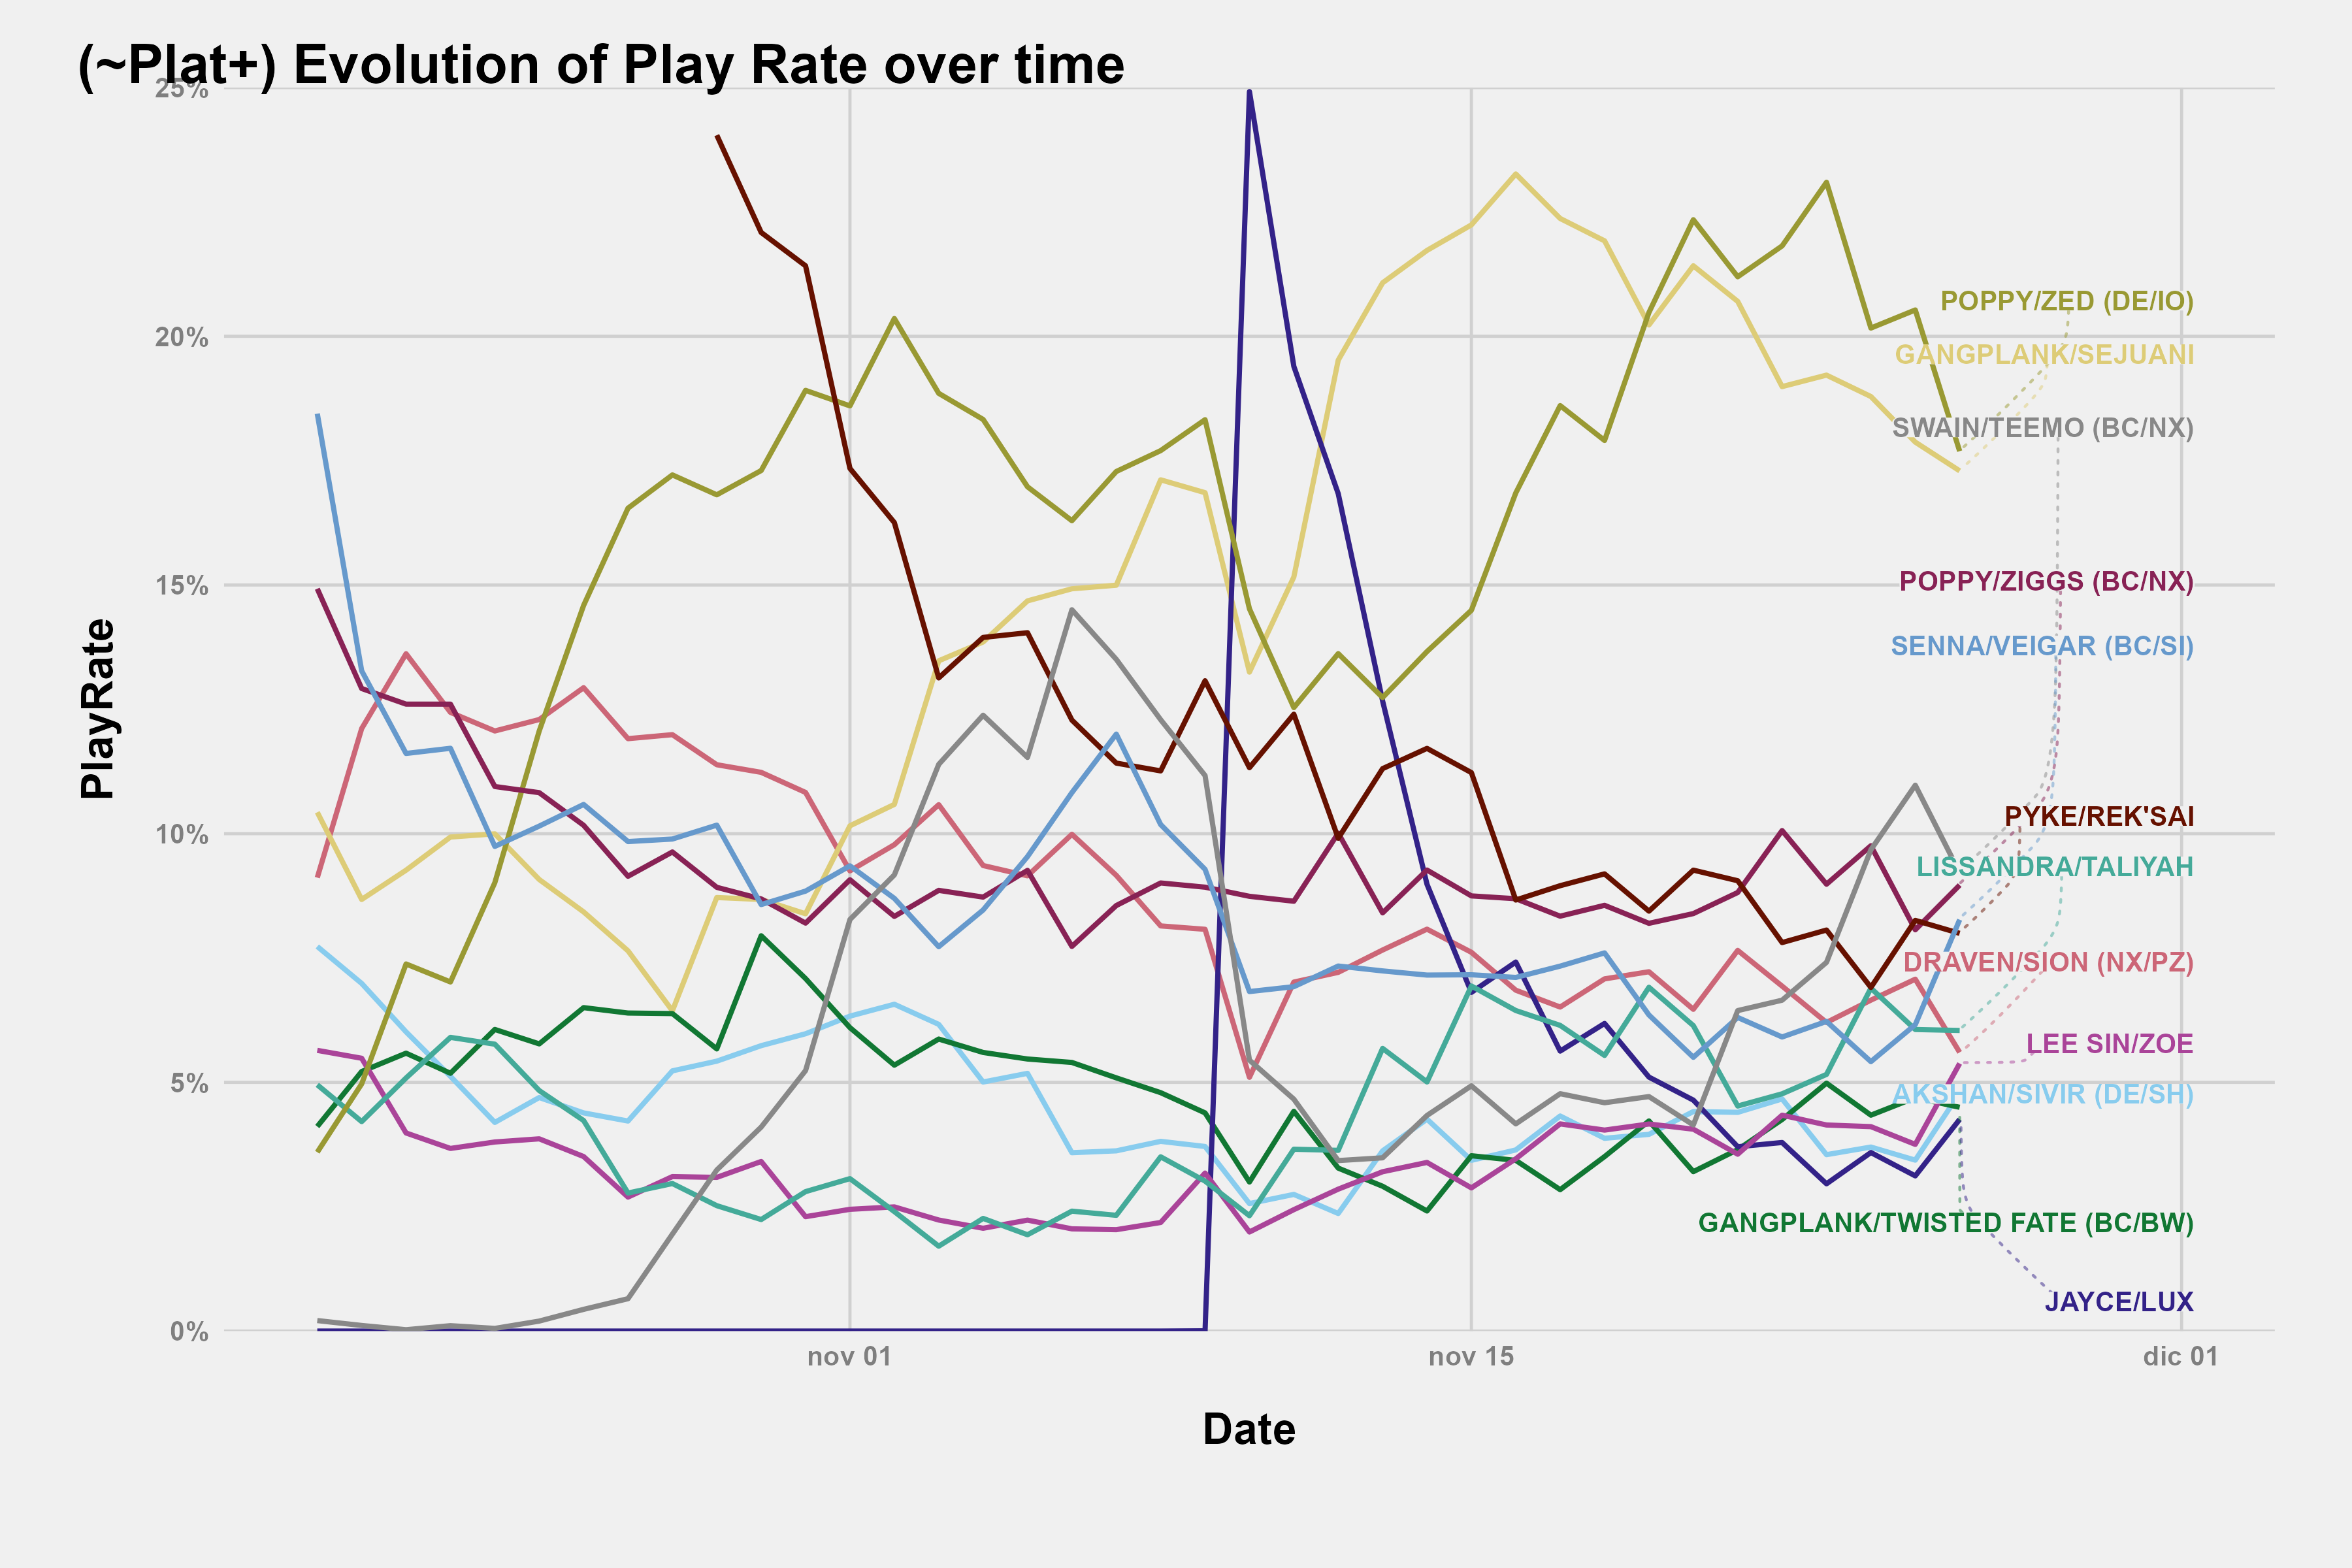 (~Plat+) Evolution of Play Rate over time
25%
20%
15%
10%
5%
0%
PlayRate
POPPY/ZED (DE/IO)
GANGPLANK/SEJUANI
SWAIN/TEEMO (BC/NX)
POPPY/ZIGGS (BC/NX)
SENNA/VEIGAR (BC/SI)
PYKE/REK'SAI
LISSANDRA/TALIYAH
DRAVEN/SION (NX/PZ)
LEE SIN/ZOE
AKSHAN/SIVIR (DE/SH)
GANGPLANK/TWISTED FATE (BC/BW)
JAYCE/LUX
nov 01
nov 15
dic 01
Date